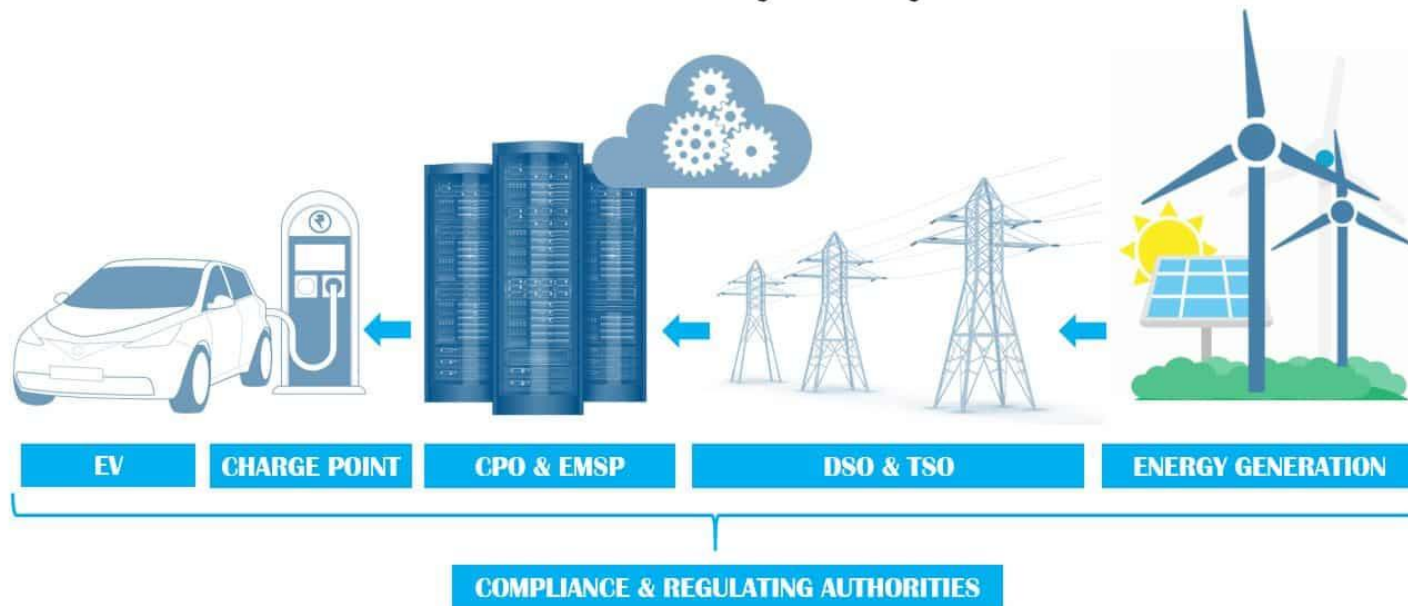 ₹
EV
CHARGE POINT
CPO & EMSP
DSO & TSO
ENERGY GENERATION
COMPLIANCE & REGULATING AUTHORITIES